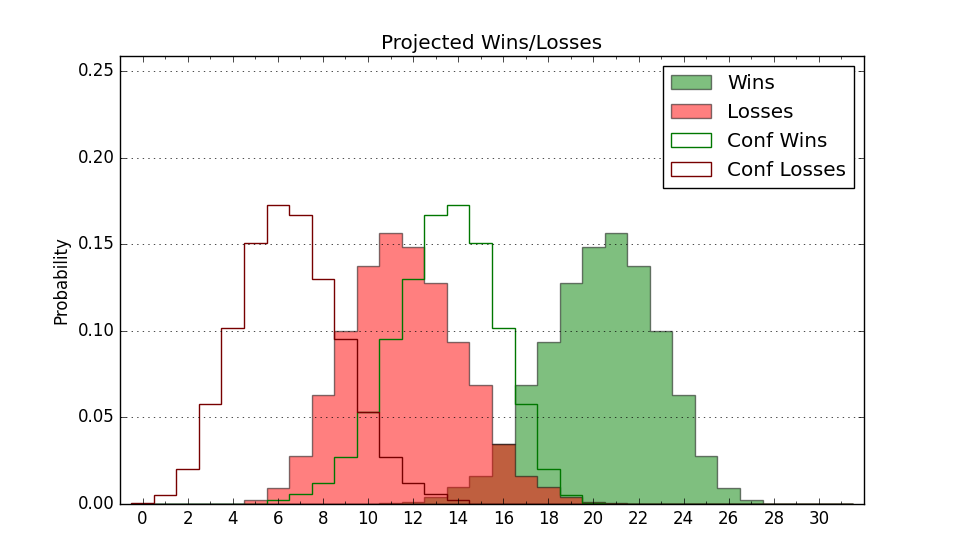 Projected Wins/Losses
0.25
0.20
0.15
0.10
0.05
0.00
Probability
Wins
Losses
Conf Wins
Conf Losses
0 2 4 6 8 10 12 14 16 18 20 22 24 26 28 30